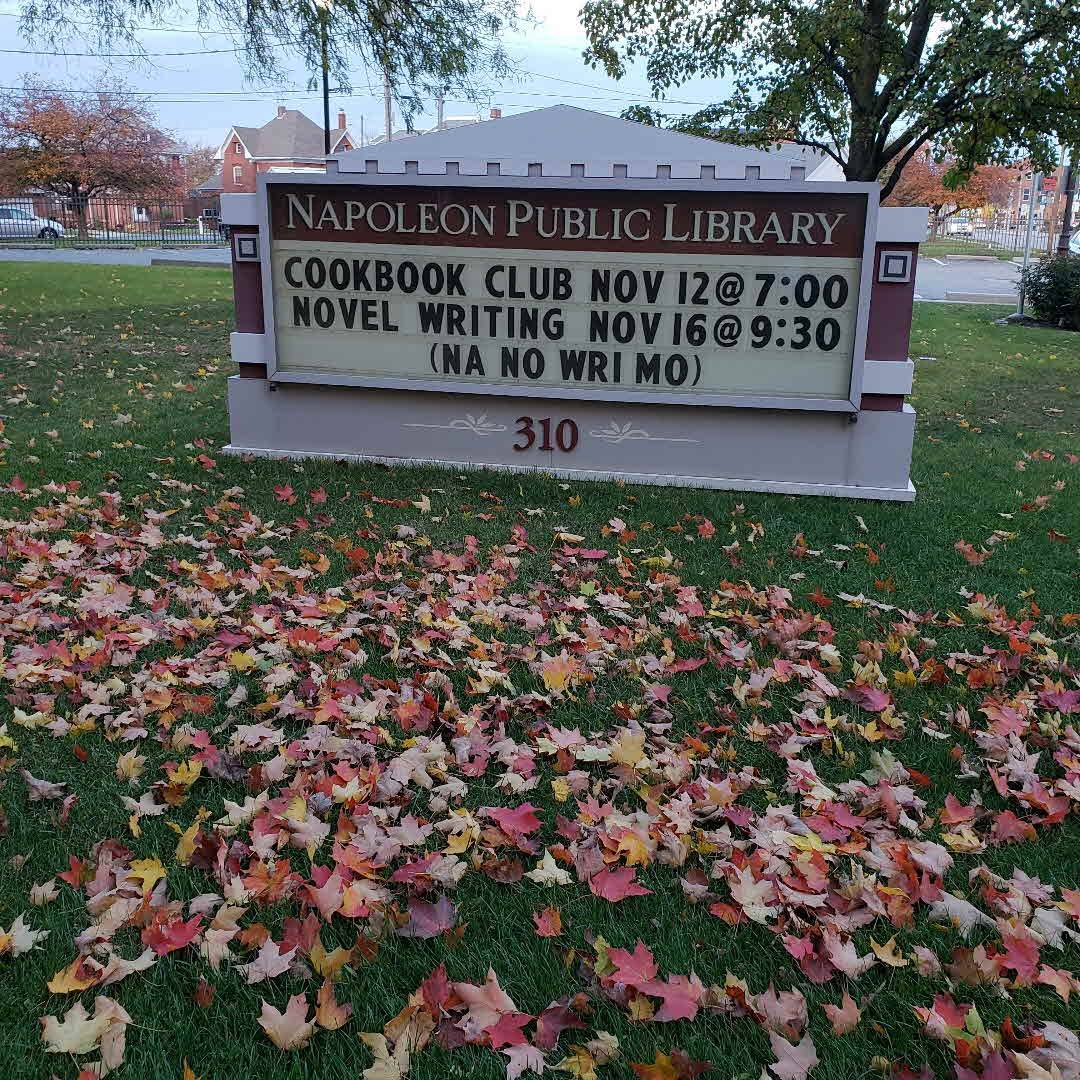 NAPOLEON PUBLIC LIBRARY
COOKBOOK CLUB NOV 12@7:00
NOVEL WRITING NOV 16@9:30
(NA NO WRI MO)
310